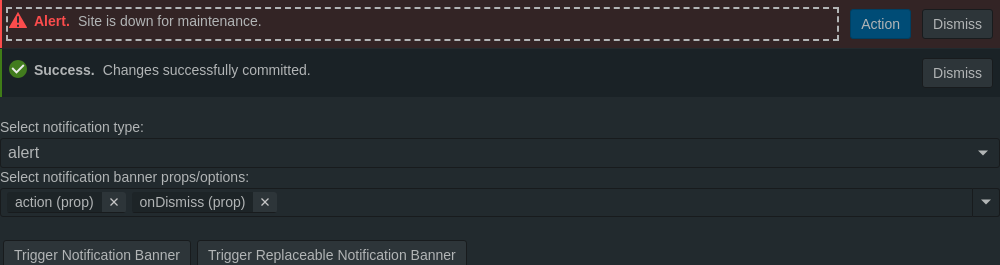 Alert. Site is down for maintenance. Action Dismiss
Success. Changes successfully committed. Dismiss
Select notification type:
alert
Select notification banner props/options:
action (prop) onDismiss (prop)
Trigger Notification Banner Trigger Replaceable Notification Banner